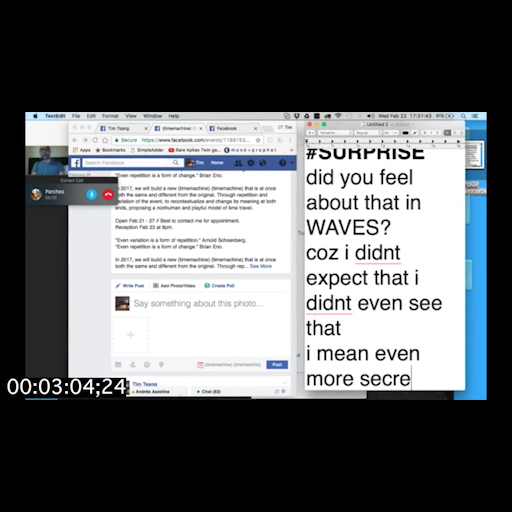 TextEdit File Edit Format View Window Help
Wed Feb 22 17:31:43
Tim Tsang
(timemachine)
Facebook
Secure https://www.facebook.com/events/1189153
Apps Bookmarks SimpleAdder Rare Aphex Twin
Search Facebook
Tim Home
Current Call
Parches
"Even repetition is a form of change." Brian Eno.
In 2017, we will build a new (timemachine) that is at once
both the same and different from the original. Through repetition and
variation of the event, to recontextualize and change its meaning at both
ends, proposing a nonhuman and playful model of time travel.
Open Feb 21 - 27 // Best to contact me for appointment.
Reception Feb 23 at 8pm.
"Even variation is a form of repetition." Arnold Schoenberg.
"Even repetition is a form of change." Brian Eno.
In 2017, we will build a new (timemachine) that is at once
both the same and different from the original. Through rep... See More
Write Post Add Photo/Video Create Poll
Say something about this photo...
(timemachine) (timemachine)
Post
Tim Tsang
Andrés Azzolina
Chat (63)
Untitled 2
#SURPRISE
did you feel
about that in
WAVES?
coz i didnt
expect that i
didnt even see
that
i mean even
more secre
00:03:04;24